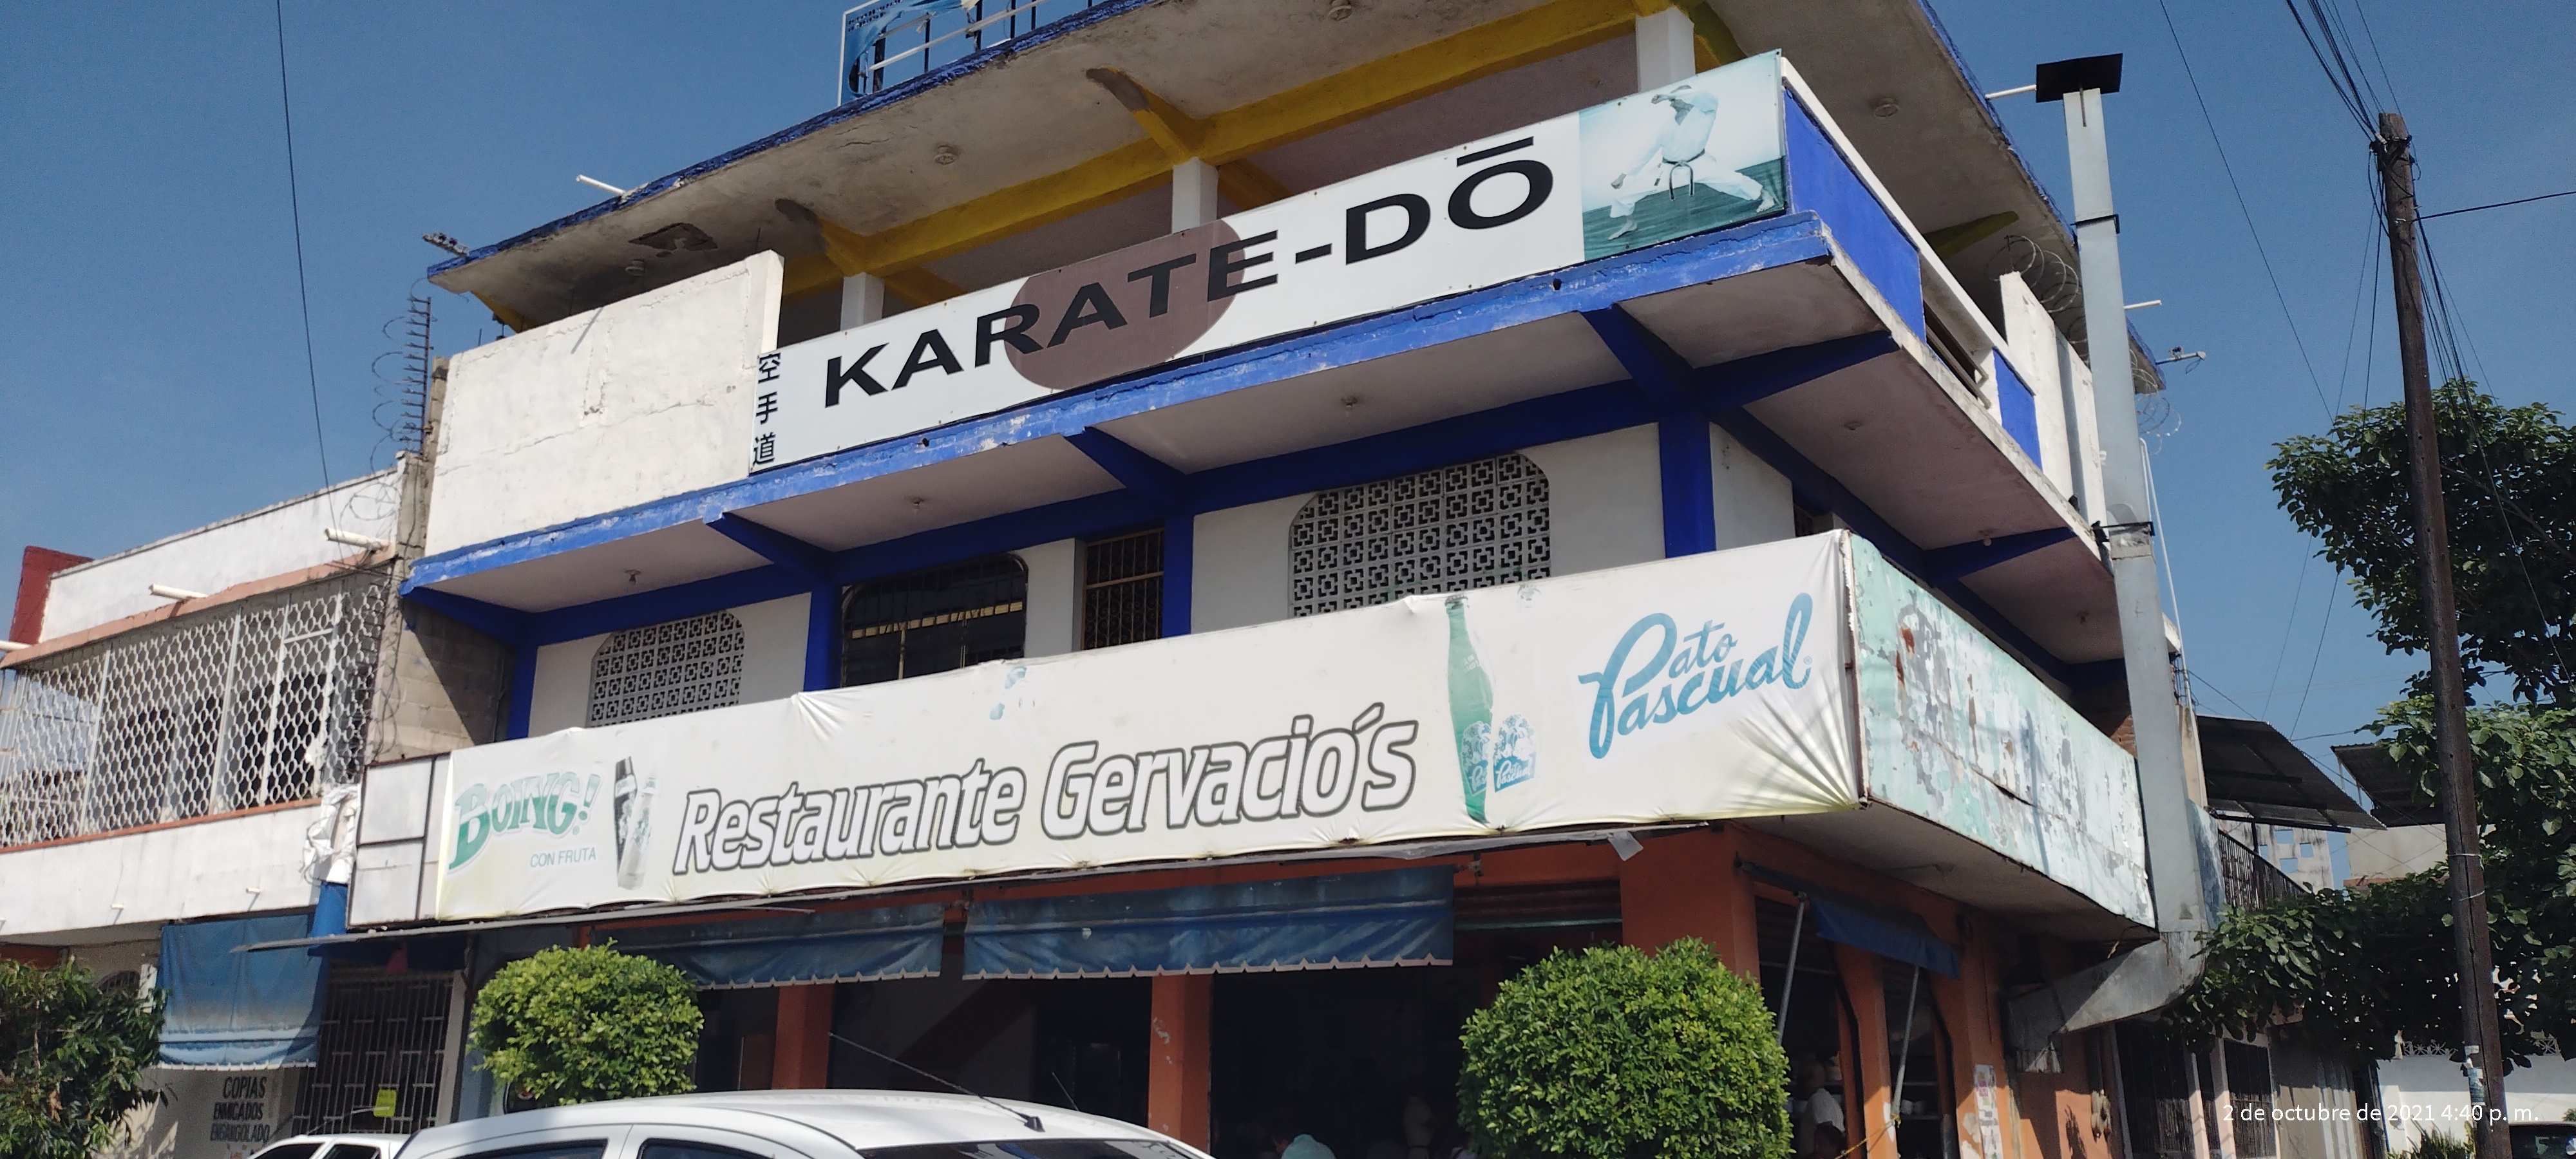 空手道
KARATE-DŌ
BOING!
CON FRUTA
Restaurante Gervacio's
Pato
Pascual
Pascual
COPIAS
ENMICADOS
ENGARGOLADO
2 de octubre de 2021 4:40 p. m.